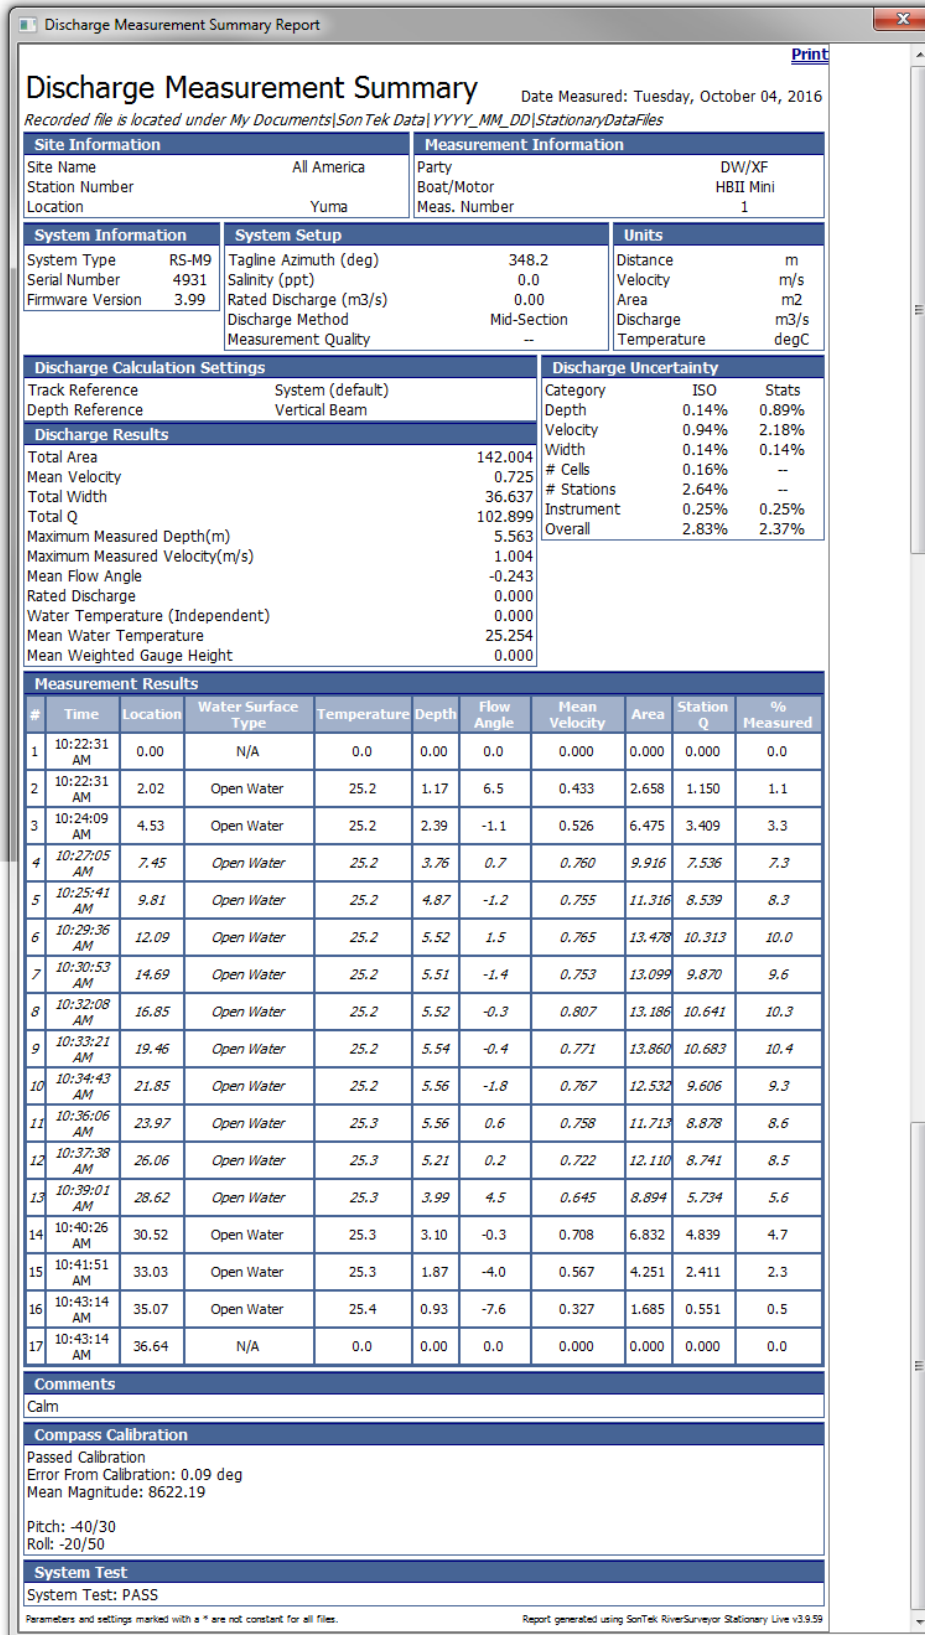 Discharge Measurement Summary Report
Print
Discharge Measurement Summary
Date Measured: Tuesday, October 04, 2016
Recorded file is located under My Documents|SonTek Data|YYYY_MM_DD|StationaryDataFiles
Site Information
Site Name All America
Station Number
Location Yuma
Measurement Information
Party DW/XF
Boat/Motor HBII Mini
Meas. Number 1
System Information
System Type RS-M9
Serial Number 4931
Firmware Version 3.99
System Setup
Tagline Azimuth (deg) 348.2
Salinity (ppt) 0.0
Rated Discharge (m3/s) 0.00
Discharge Method Mid-Section
Measurement Quality --
Units
Distance m
Velocity m/s
Area m2
Discharge m3/s
Temperature degC
Discharge Calculation Settings
Track Reference System (default)
Depth Reference Vertical Beam
Discharge Results
Total Area 142.004
Mean Velocity 0.725
Total Width 36.637
Total Q 102.899
Maximum Measured Depth(m) 5.563
Maximum Measured Velocity(m/s) 1.004
Mean Flow Angle -0.243
Rated Discharge 0.000
Water Temperature (Independent) 0.000
Mean Water Temperature 25.254
Mean Weighted Gauge Height 0.000
Discharge Uncertainty
Category ISO Stats
Depth 0.14% 0.89%
Velocity 0.94% 2.18%
Width 0.14% 0.14%
# Cells 0.16% --
# Stations 2.64% --
Instrument 0.25% 0.25%
Overall 2.83% 2.37%
Measurement Results
# Time Location Water Surface Type Temperature Depth Flow Angle Mean Velocity Area Station Q % Measured
1 10:22:31 AM 0.00 N/A 0.0 0.00 0.0 0.000 0.000 0.000 0.0
2 10:22:31 AM 2.02 Open Water 25.2 1.17 6.5 0.433 2.658 1.150 1.1
3 10:24:09 AM 4.53 Open Water 25.2 2.39 -1.1 0.526 6.475 3.409 3.3
4 10:27:05 AM 7.45 Open Water 25.2 3.76 0.7 0.760 9.916 7.536 7.3
5 10:25:41 AM 9.81 Open Water 25.2 4.87 -1.2 0.755 11.316 8.539 8.3
6 10:29:36 AM 12.09 Open Water 25.2 5.52 1.5 0.765 13.478 10.313 10.0
7 10:30:53 AM 14.69 Open Water 25.2 5.51 -1.4 0.753 13.099 9.870 9.6
8 10:32:08 AM 16.85 Open Water 25.2 5.52 -0.3 0.807 13.186 10.641 10.3
9 10:33:21 AM 19.46 Open Water 25.2 5.54 -0.4 0.771 13.860 10.683 10.4
10 10:34:43 AM 21.85 Open Water 25.2 5.56 -1.8 0.767 12.532 9.606 9.3
11 10:36:06 AM 23.97 Open Water 25.3 5.56 0.6 0.758 11.713 8.878 8.6
12 10:37:38 AM 26.06 Open Water 25.3 5.21 0.2 0.722 12.110 8.741 8.5
13 10:39:01 AM 28.62 Open Water 25.3 3.99 4.5 0.645 8.894 5.734 5.6
14 10:40:26 AM 30.52 Open Water 25.3 3.10 -0.3 0.708 6.832 4.839 4.7
15 10:41:51 AM 33.03 Open Water 25.3 1.87 -4.0 0.567 4.251 2.411 2.3
16 10:43:14 AM 35.07 Open Water 25.4 0.93 -7.6 0.327 1.685 0.551 0.5
17 10:43:14 AM 36.64 N/A 0.0 0.00 0.0 0.000 0.000 0.000 0.0
Comments
Calm
Compass Calibration
Passed Calibration
Error From Calibration: 0.09 deg
Mean Magnitude: 8622.19
Pitch: -40/30
Roll: -20/50
System Test
System Test: PASS
Parameters and settings marked with a * are not constant for all files.
Report generated using SonTek RiverSurveyor Stationary Live v3.9.59